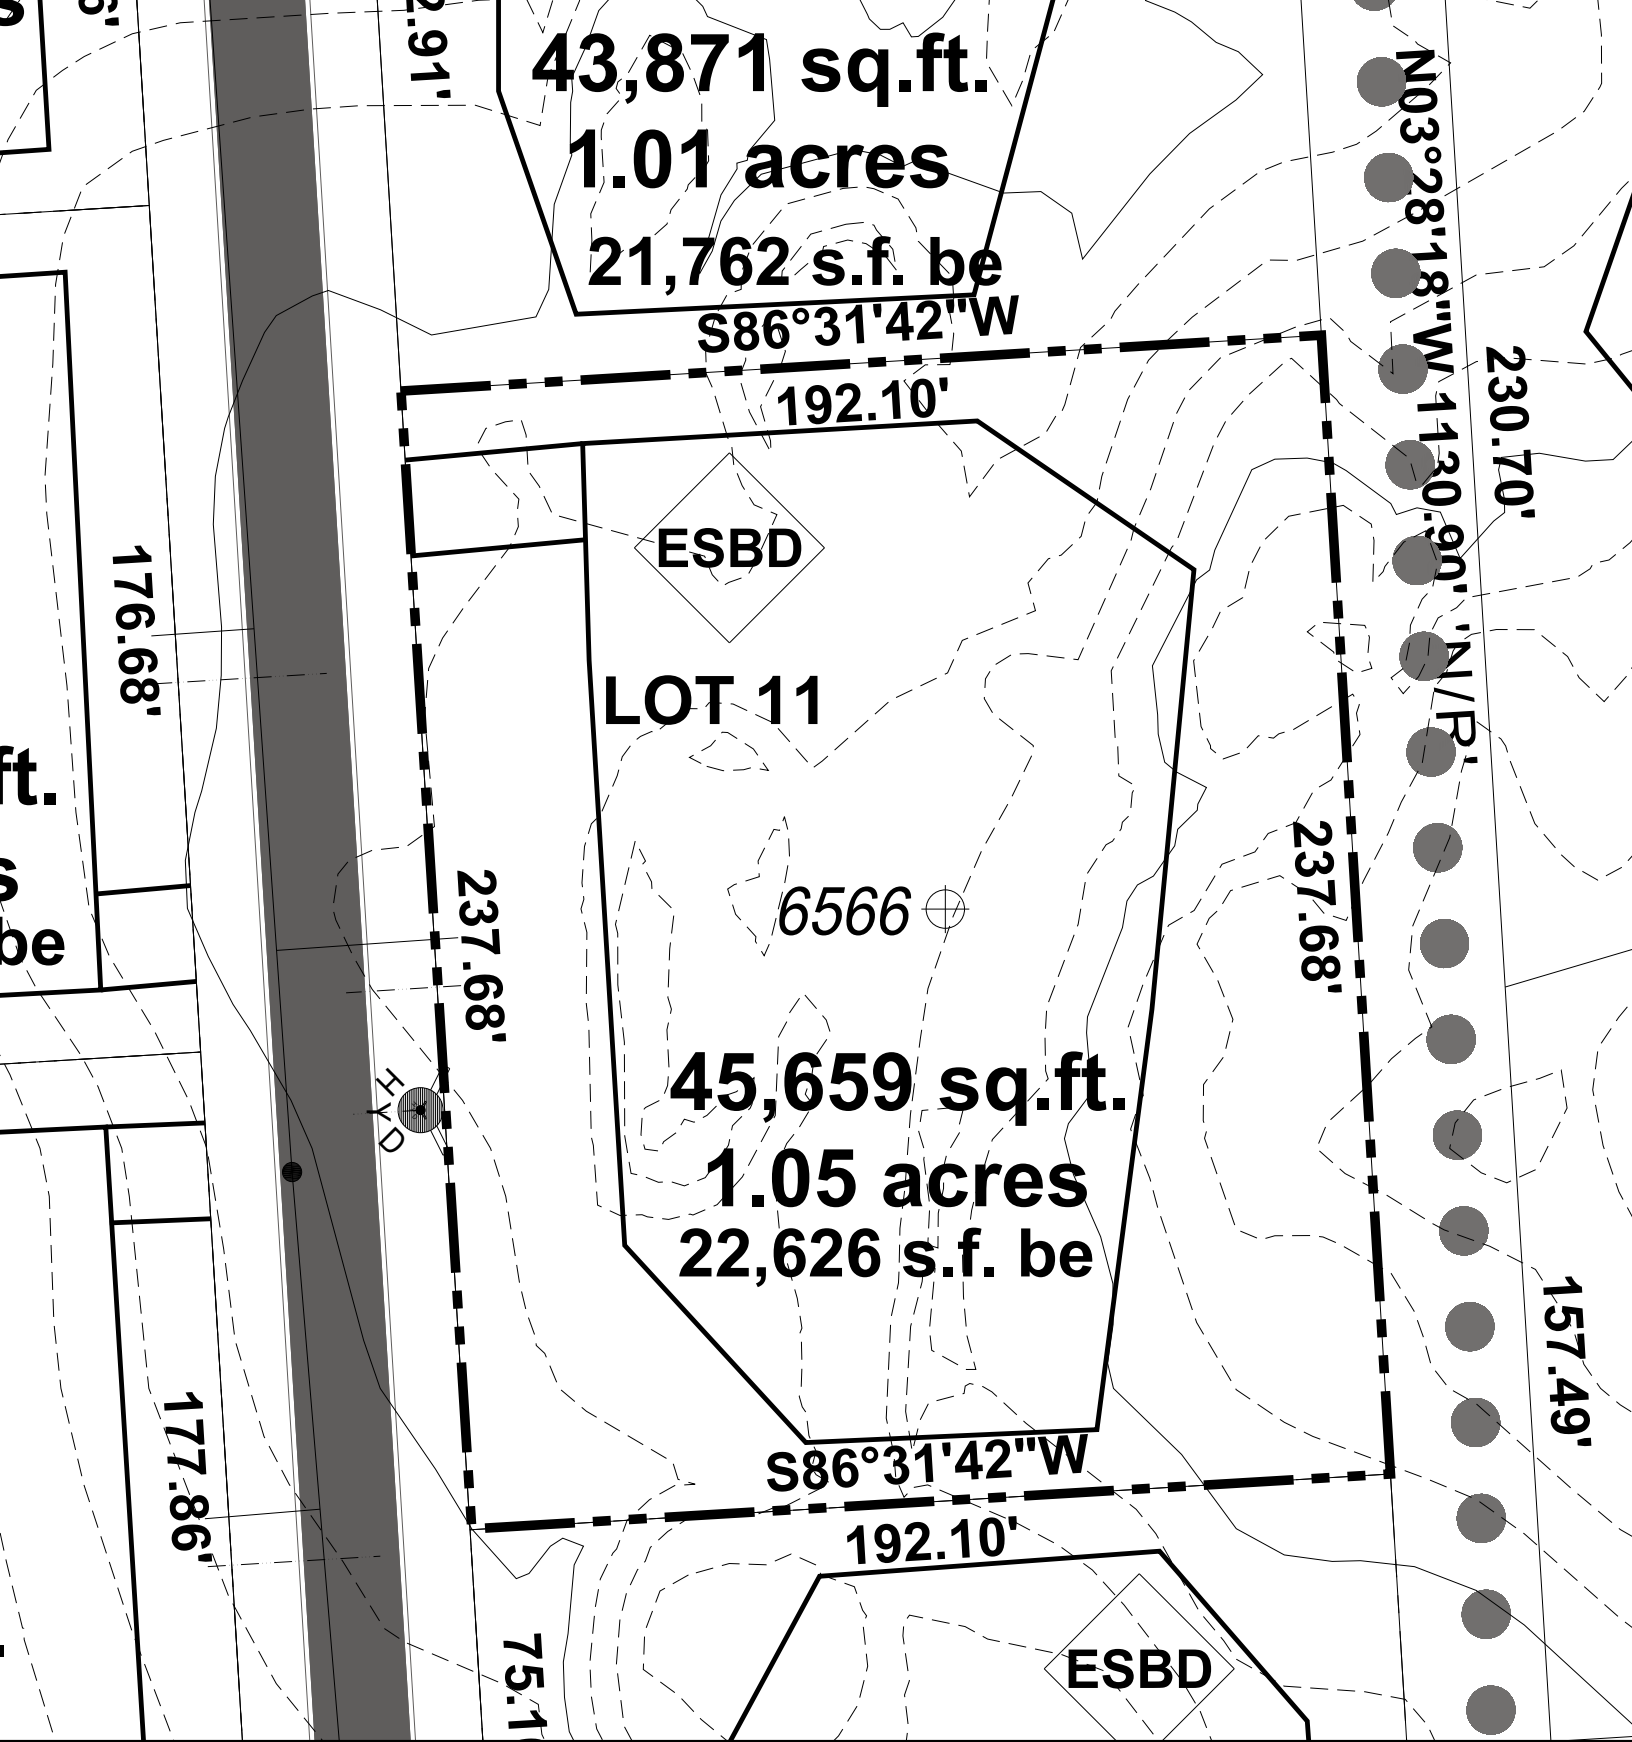 2.91'
43,871 sq.ft.
1.01 acres
21,762 s.f. be
S86°31'42"W
192.10'
N03°28'18"W 1130.90' 'N/R'
230.70'
ESBD
176.68'
LOT 11
ft.
s
be
237.68'
6566
237.68'
45,659 sq.ft.
1.05 acres
22,626 s.f. be
HYD
157.49'
177.86'
S86°31'42"W
192.10'
ESBD
75.1